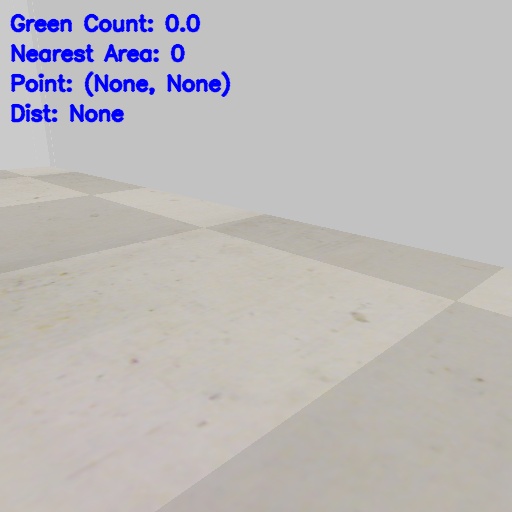 Green Count: 0.0
Nearest Area: 0
Point: (None, None)
Dist: None